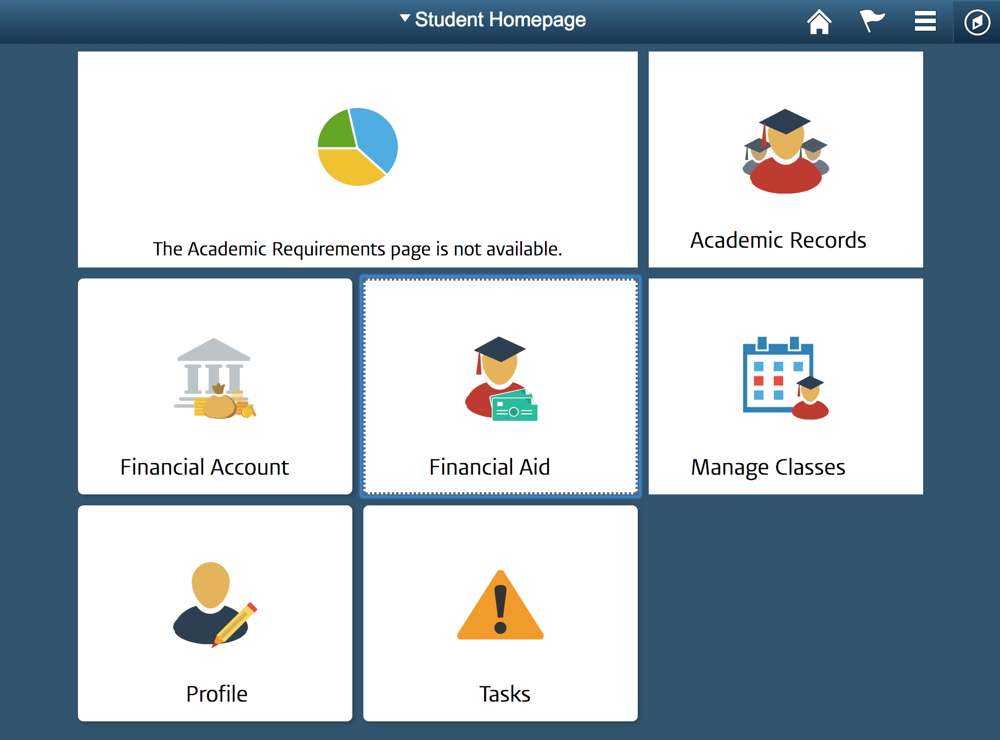 Student Homepage
The Academic Requirements page is not available.
Academic Records
Financial Account
Financial Aid
Manage Classes
Profile
Tasks